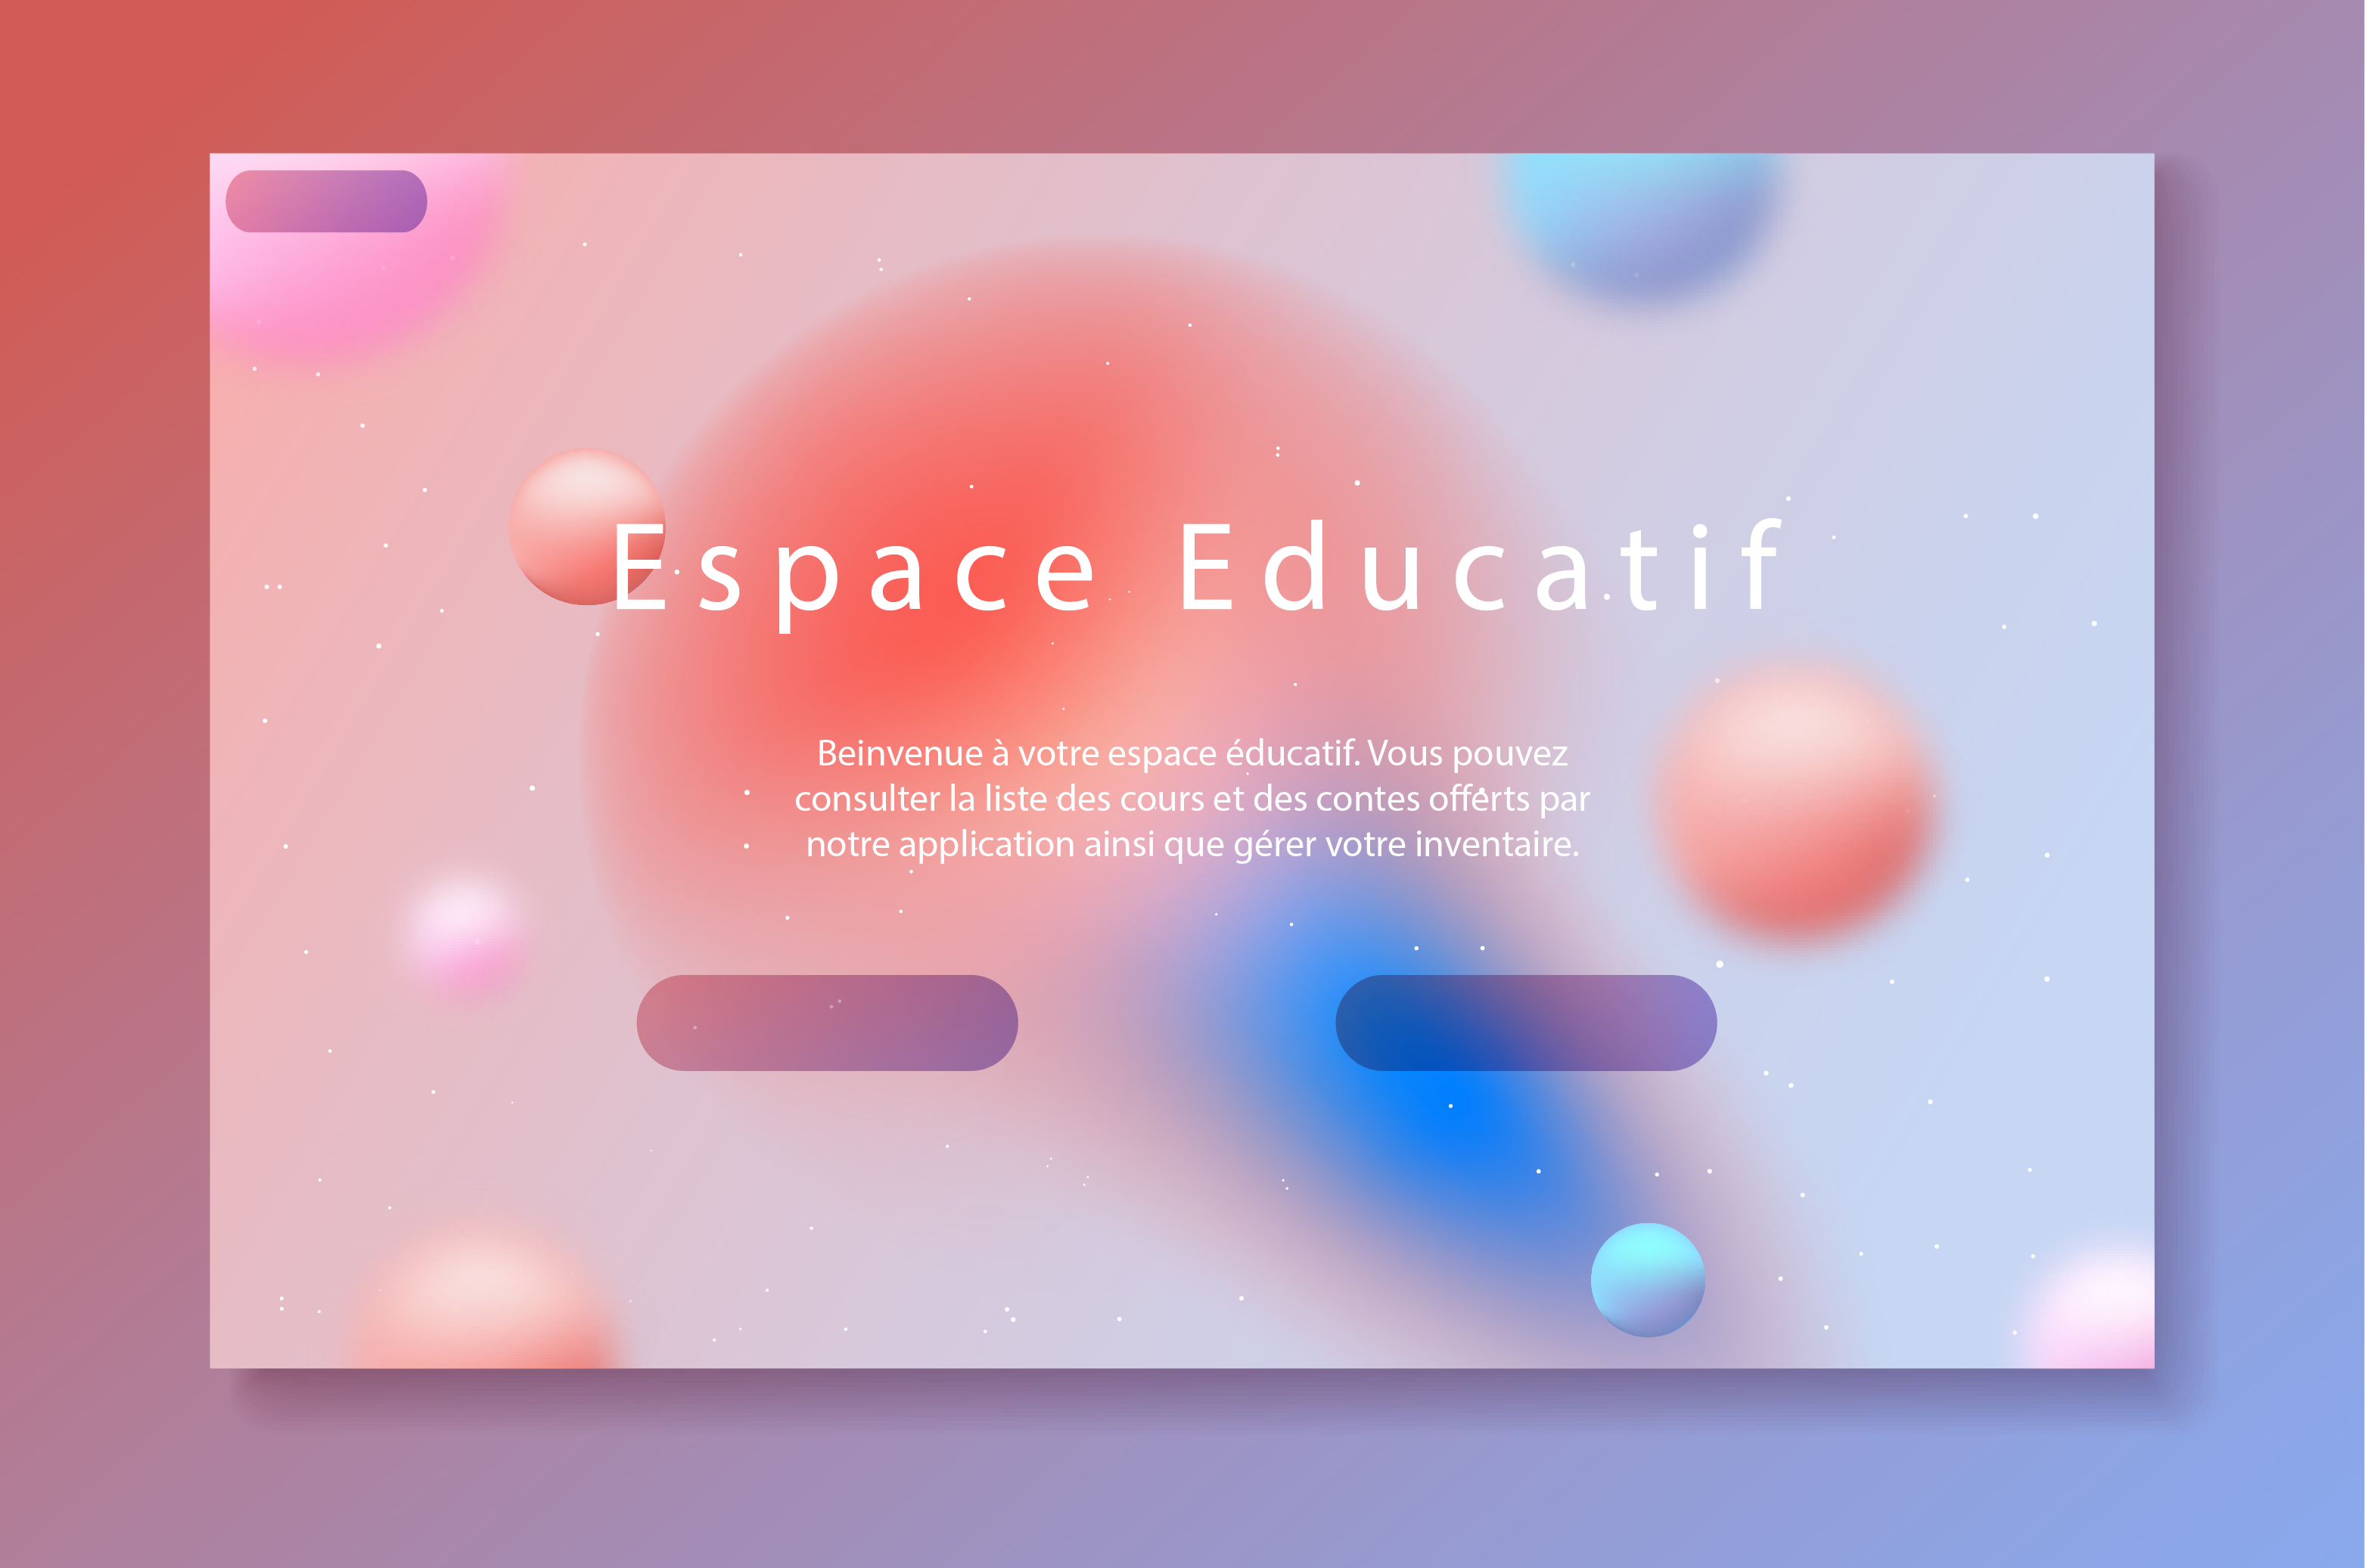 Espace Educatif
Beinvenue à votre espace éducatif. Vous pouvez
consulter la liste des cours et des contes offerts par
notre application ainsi que gérer votre inventaire.